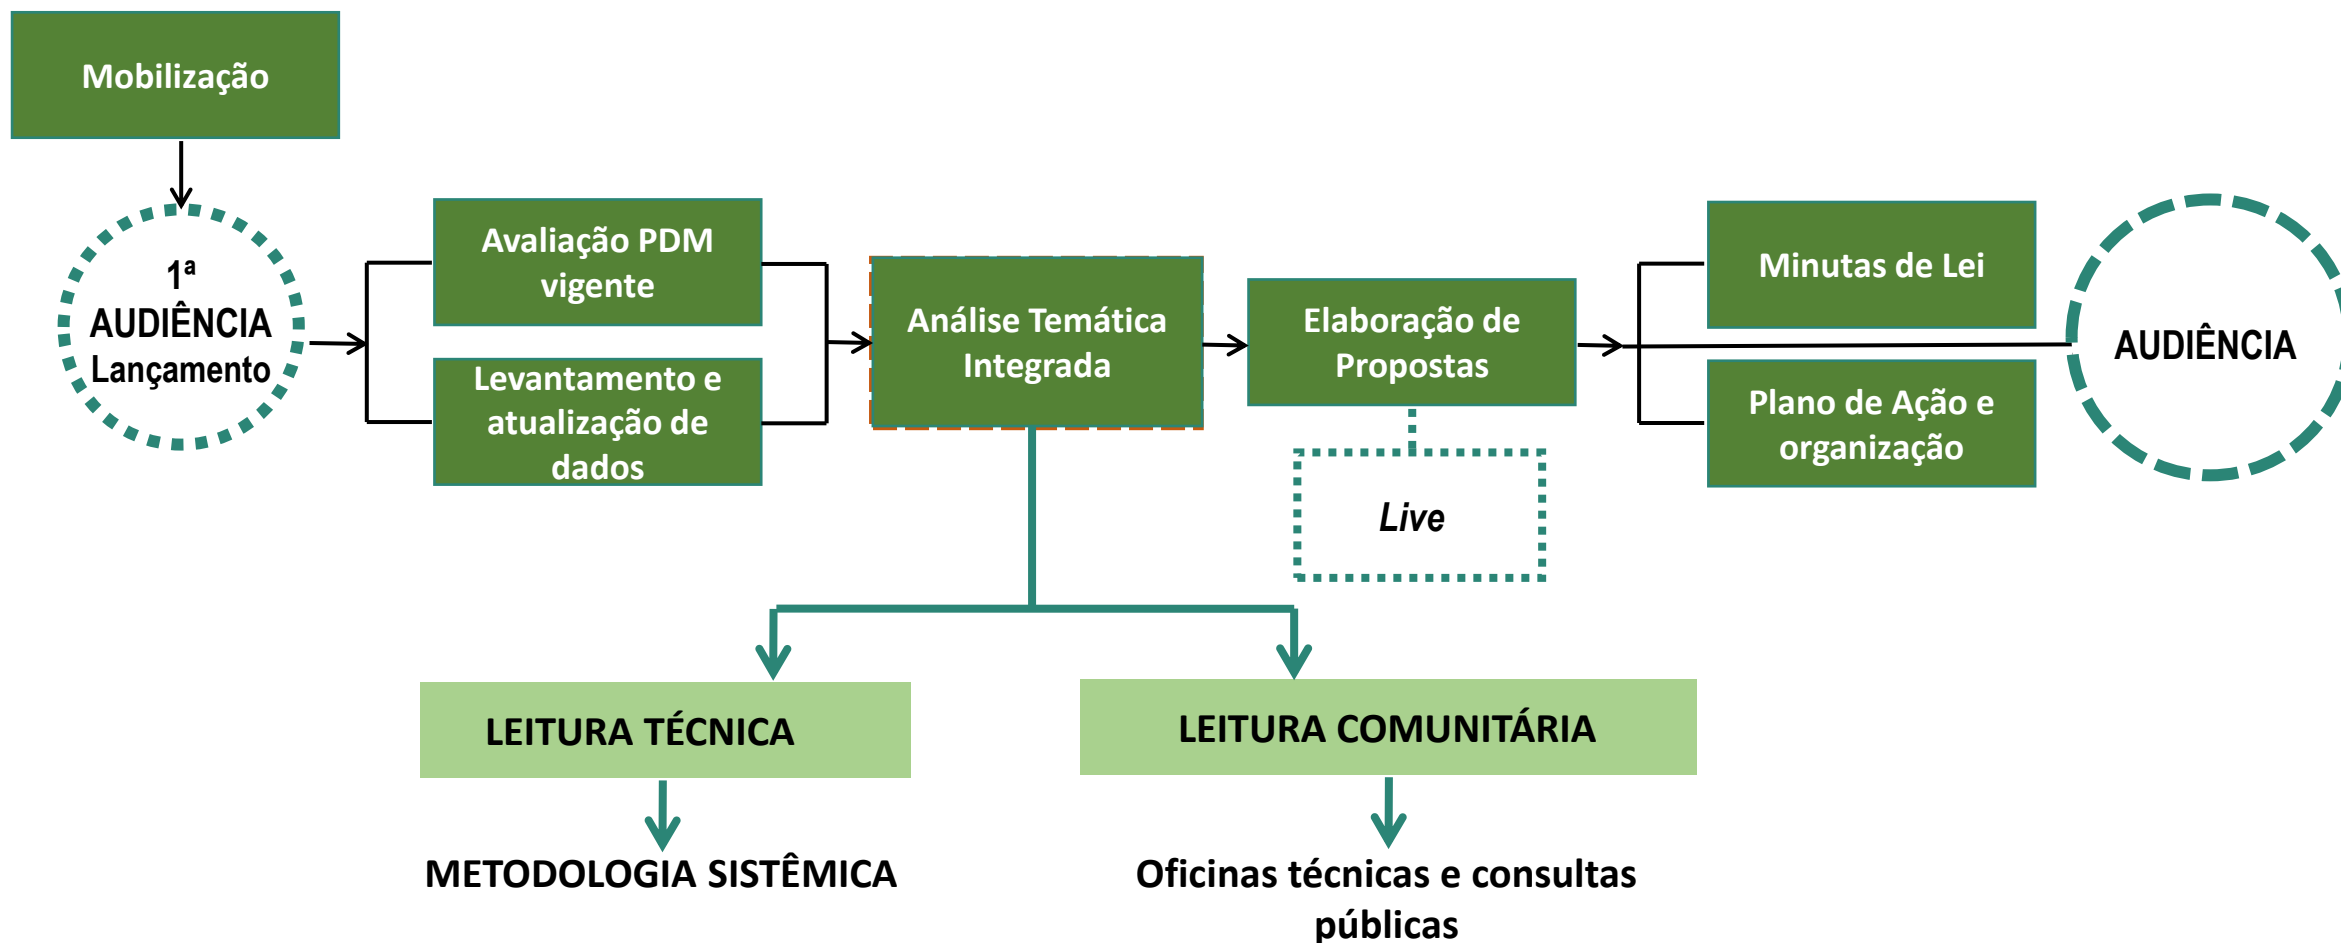 Mobilização
1ª
AUDIÊNCIA
Lançamento
Avaliação PDM
vigente
Levantamento e
atualização de
dados
Análise Temática
Integrada
Elaboração de
Propostas
Live
Minutas de Lei
Plano de Ação e
organização
AUDIÊNCIA
LEITURA TÉCNICA
METODOLOGIA SISTÊMICA
LEITURA COMUNITÁRIA
Oficinas técnicas e consultas
públicas